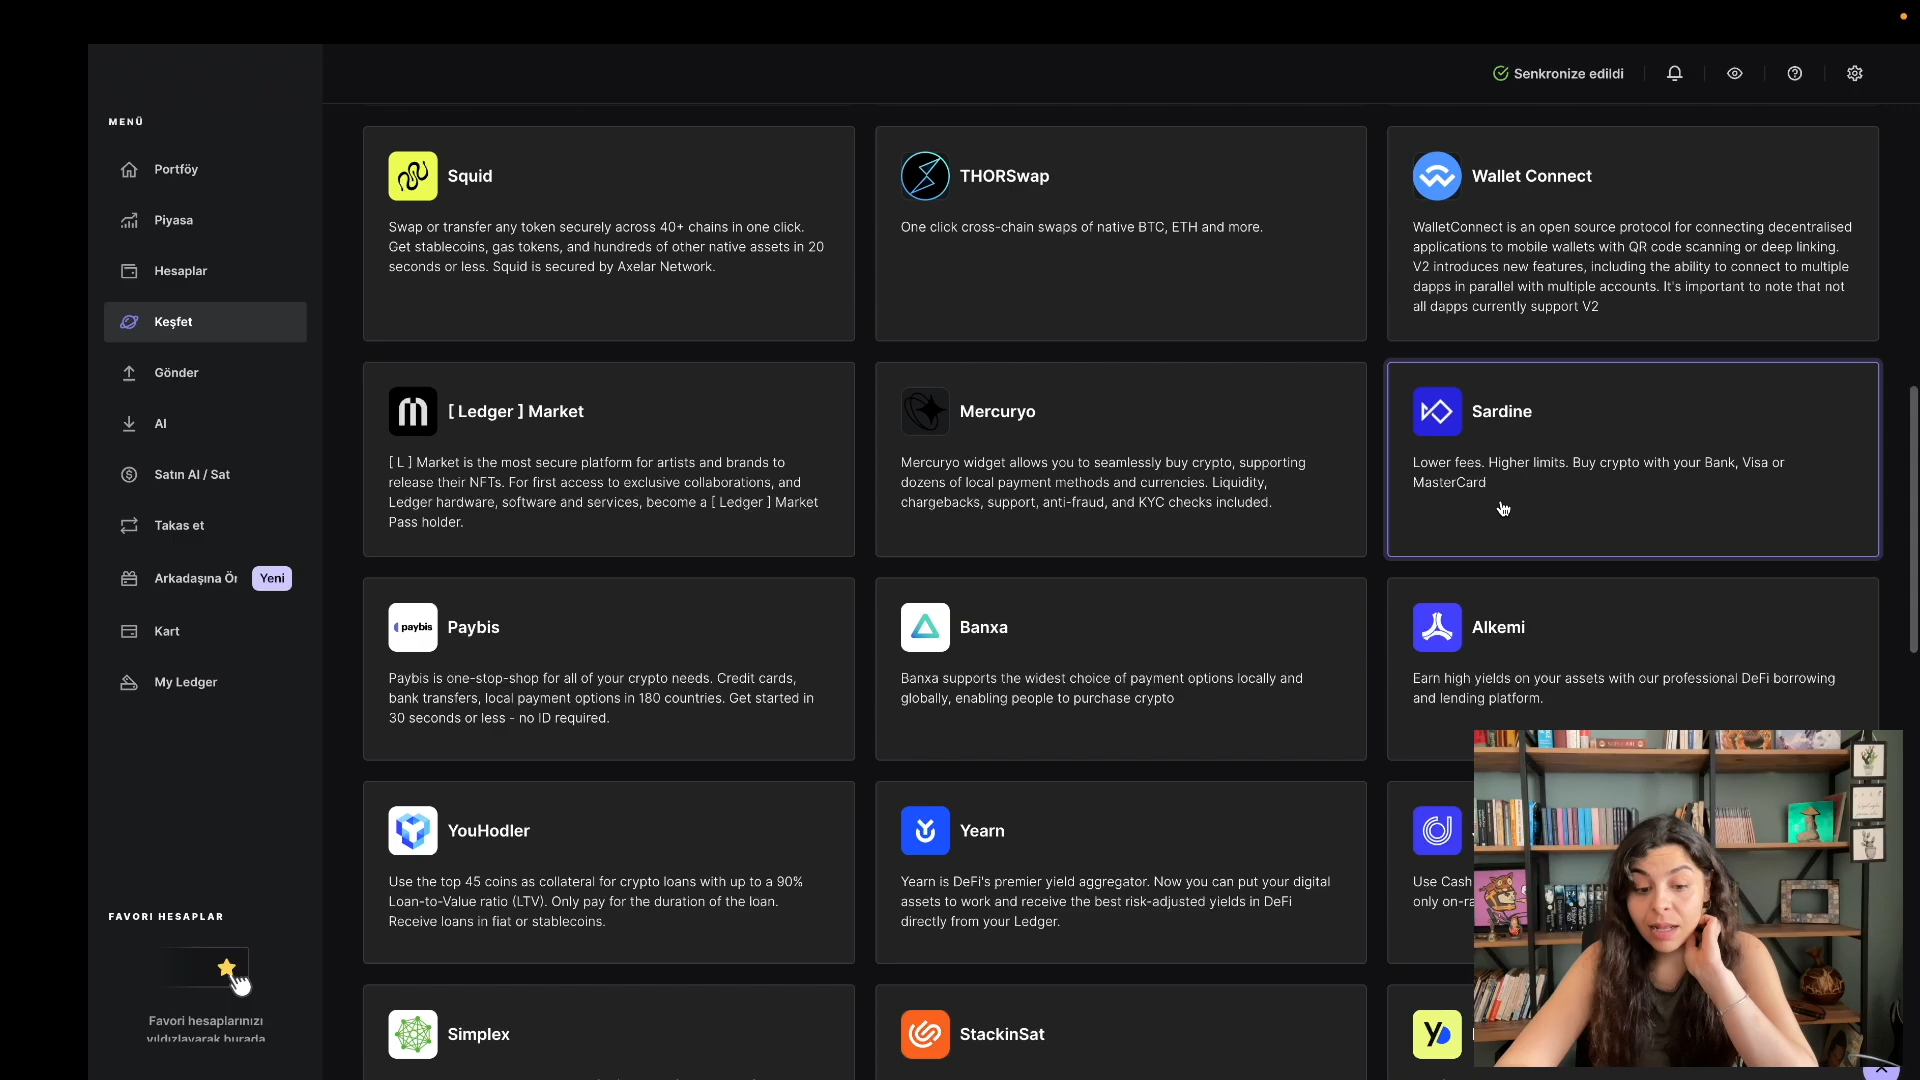 Senkronize edildi
MENÜ
Portföy
Piyasa
Hesaplar
Keşfet
Gönder
Al
Satın Al / Sat
Takas et
Arkadaşına Ör
Yeni
Kart
My Ledger
FAVORİ HESAPLAR
Favori hesaplarınızı
yıldızlayarak burada
Squid
Swap or transfer any token securely across 40+ chains in one click.
Get stablecoins, gas tokens, and hundreds of other native assets in 20
seconds or less. Squid is secured by Axelar Network.
THORSwap
One click cross-chain swaps of native BTC, ETH and more.
Wallet Connect
WalletConnect is an open source protocol for connecting decentralised
applications to mobile wallets with QR code scanning or deep linking.
V2 introduces new features, including the ability to connect to multiple
dapps in parallel with multiple accounts. It's important to note that not
all dapps currently support V2
[ Ledger ] Market
[ L ] Market is the most secure platform for artists and brands to
release their NFTs. For first access to exclusive collaborations, and
Ledger hardware, software and services, become a [ Ledger ] Market
Pass holder.
Mercuryo
Mercuryo widget allows you to seamlessly buy crypto, supporting
dozens of local payment methods and currencies. Liquidity,
chargebacks, support, anti-fraud, and KYC checks included.
Sardine
Lower fees. Higher limits. Buy crypto with your Bank, Visa or
MasterCard
paybis
Paybis
Paybis is one-stop-shop for all of your crypto needs. Credit cards,
bank transfers, local payment options in 180 countries. Get started in
30 seconds or less - no ID required.
Banxa
Banxa supports the widest choice of payment options locally and
globally, enabling people to purchase crypto
Alkemi
Earn high yields on your assets with our professional DeFi borrowing
and lending platform.
YouHodler
Use the top 45 coins as collateral for crypto loans with up to a 90%
Loan-to-Value ratio (LTV). Only pay for the duration of the loan.
Receive loans in fiat or stablecoins.
Yearn
Yearn is DeFi's premier yield aggregator. Now you can put your digital
assets to work and receive the best risk-adjusted yields in DeFi
directly from your Ledger.
Use Cash
only on-ra
Simplex
StackinSat